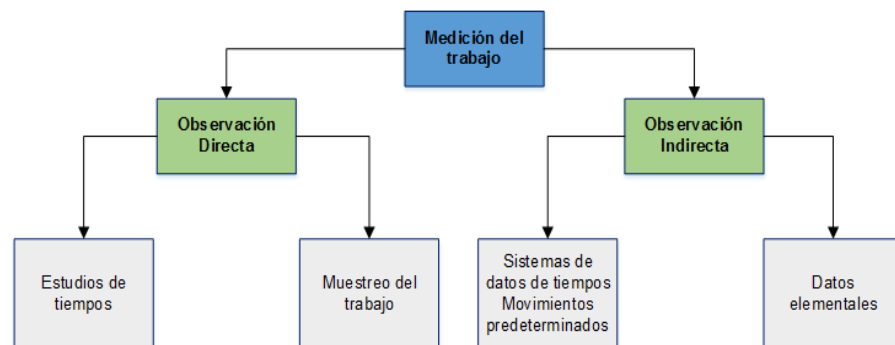 Medición del
trabajo
Observación
Directa
Observación
Indirecta
Estudios de
tiempos
Muestreo del
trabajo
Sistemas de
datos de tiempos
Movimientos
predeterminados
Datos
elementales